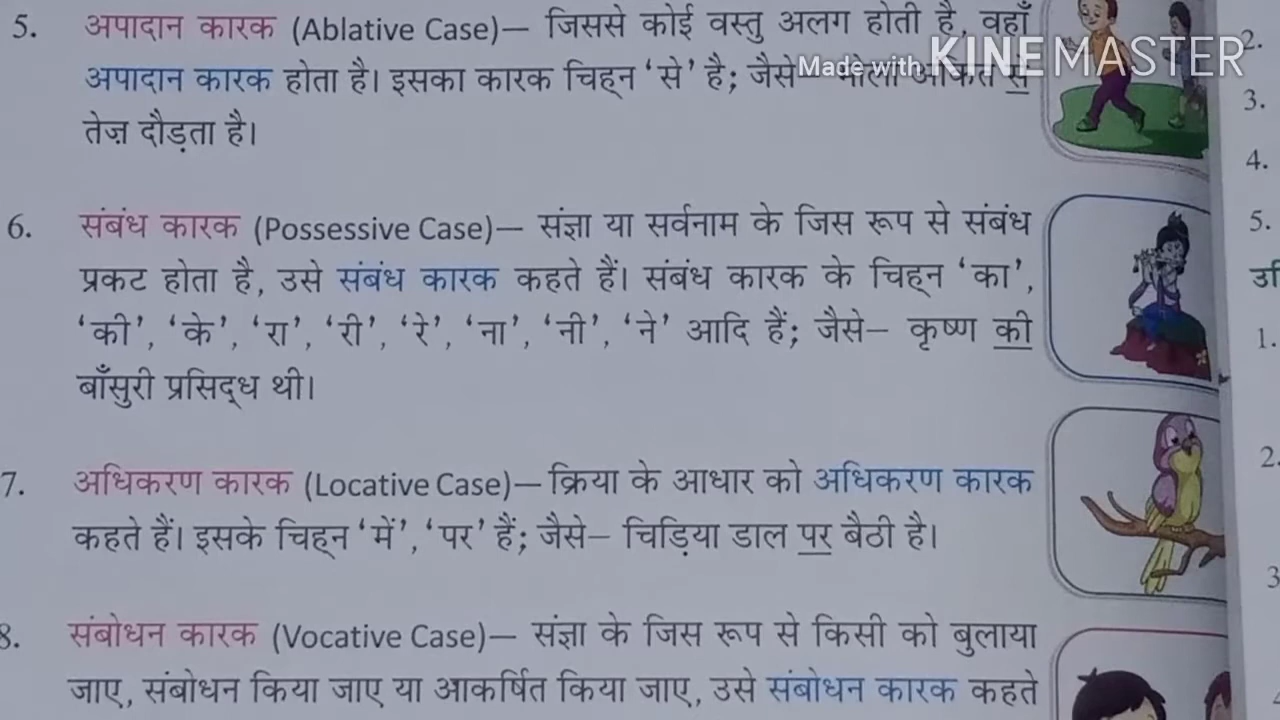 5. अपादान कारक (Ablative Case)— जिससे कोई वस्तु अलग होती है, वहाँ
अपादान कारक होता है। इसका कारक चिह्न ‘से’ है; जैसे— से
Made with KINEMASTER
तेज़ दौड़ता है।
6. संबंध कारक (Possessive Case)— संज्ञा या सर्वनाम के जिस रूप से संबंध
प्रकट होता है, उसे संबंध कारक कहते हैं। संबंध कारक के चिह्न ‘का’,
‘की’, ‘के’, ‘रा’, ‘री’, ‘रे’, ‘ना’, ‘नी’, ‘ने’ आदि हैं; जैसे— कृष्ण की
बाँसुरी प्रसिद्ध थी।
7. अधिकरण कारक (Locative Case)— क्रिया के आधार को अधिकरण कारक
कहते हैं। इसके चिह्न ‘में’, ‘पर’ हैं; जैसे— चिड़िया डाल पर बैठी है।
8. संबोधन कारक (Vocative Case)— संज्ञा के जिस रूप से किसी को बुलाया
जाए, संबोधन किया जाए या आकर्षित किया जाए, उसे संबोधन कारक कहते
2.
3.
4.
5.
1.
2.
3